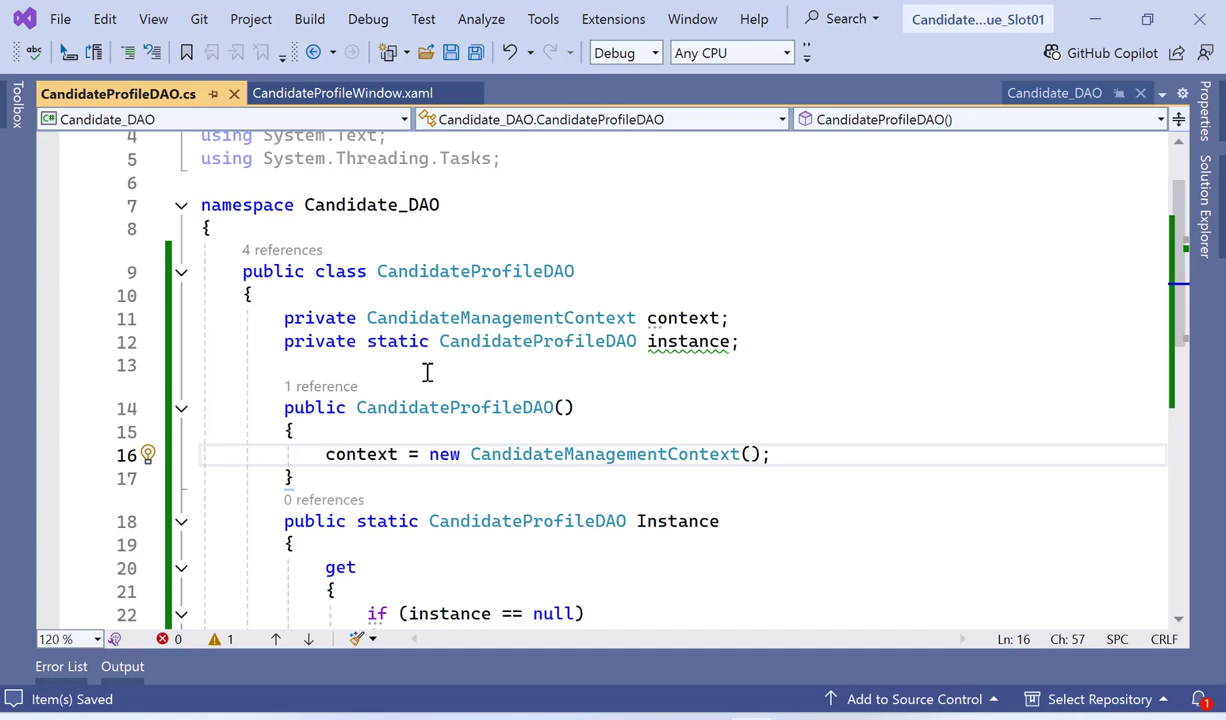 File Edit View Git Project Build Debug Test Analyze Tools Extensions Window Help Search Candidate...ue_Slot01
abc Debug Any CPU GitHub Copilot
Toolbox
CandidateProfileDAO.cs CandidateProfileWindow.xaml Candidate_DAO
Candidate_DAO Candidate_DAO.CandidateProfileDAO CandidateProfileDAO()
Properties
Solution Explorer
4 using System.Text;
5 using System.Threading.Tasks;
6
7 namespace Candidate_DAO
8 {
4 references
9 public class CandidateProfileDAO
10 {
11 private CandidateManagementContext context;
12 private static CandidateProfileDAO instance;
13
1 reference
14 public CandidateProfileDAO()
15 {
16 context = new CandidateManagementContext();
17 }
0 references
18 public static CandidateProfileDAO Instance
19 {
20 get
21 {
22 if (instance == null)
120 % 0 1 Ln: 16 Ch: 57 SPC CRLF
Error List Output
Item(s) Saved Add to Source Control Select Repository 1